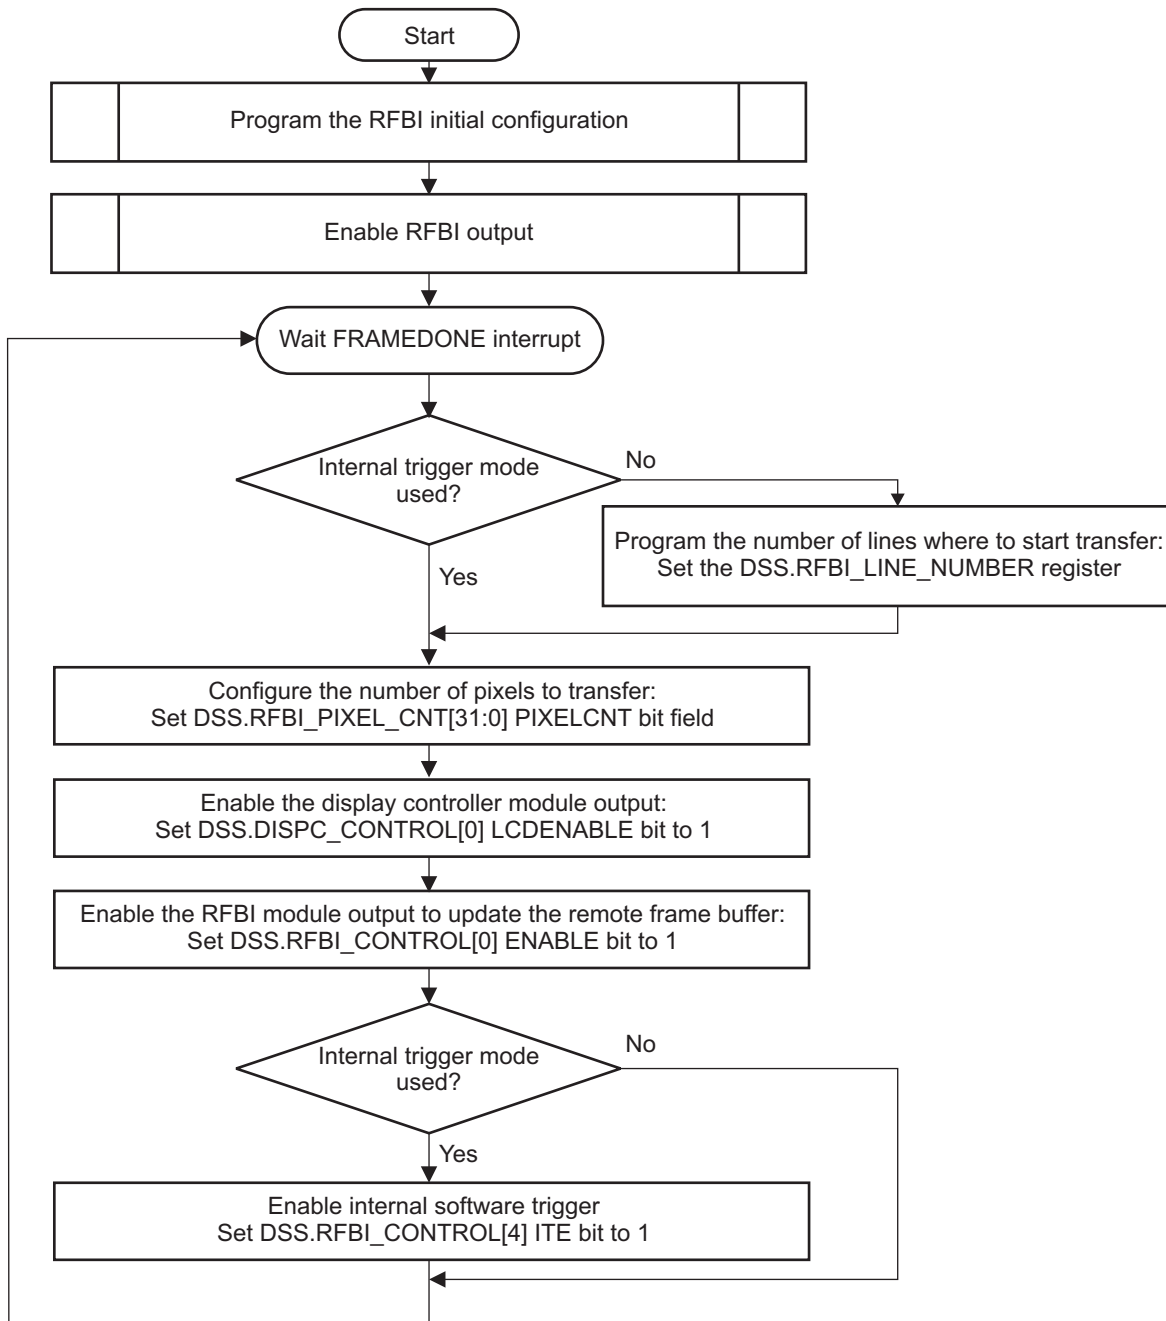 Start
Program the RFBI initial configuration
Enable RFBI output
Wait FRAMEDONE interrupt
Internal trigger mode
used?
No
Program the number of lines where to start transfer:
Set the DSS.RFBI_LINE_NUMBER register
Yes
Configure the number of pixels to transfer:
Set DSS.RFBI_PIXEL_CNT[31:0] PIXELCNT bit field
Enable the display controller module output:
Set DSS.DISPC_CONTROL[0] LCDENABLE bit to 1
Enable the RFBI module output to update the remote frame buffer:
Set DSS.RFBI_CONTROL[0] ENABLE bit to 1
Internal trigger mode
used?
No
Yes
Enable internal software trigger
Set DSS.RFBI_CONTROL[4] ITE bit to 1